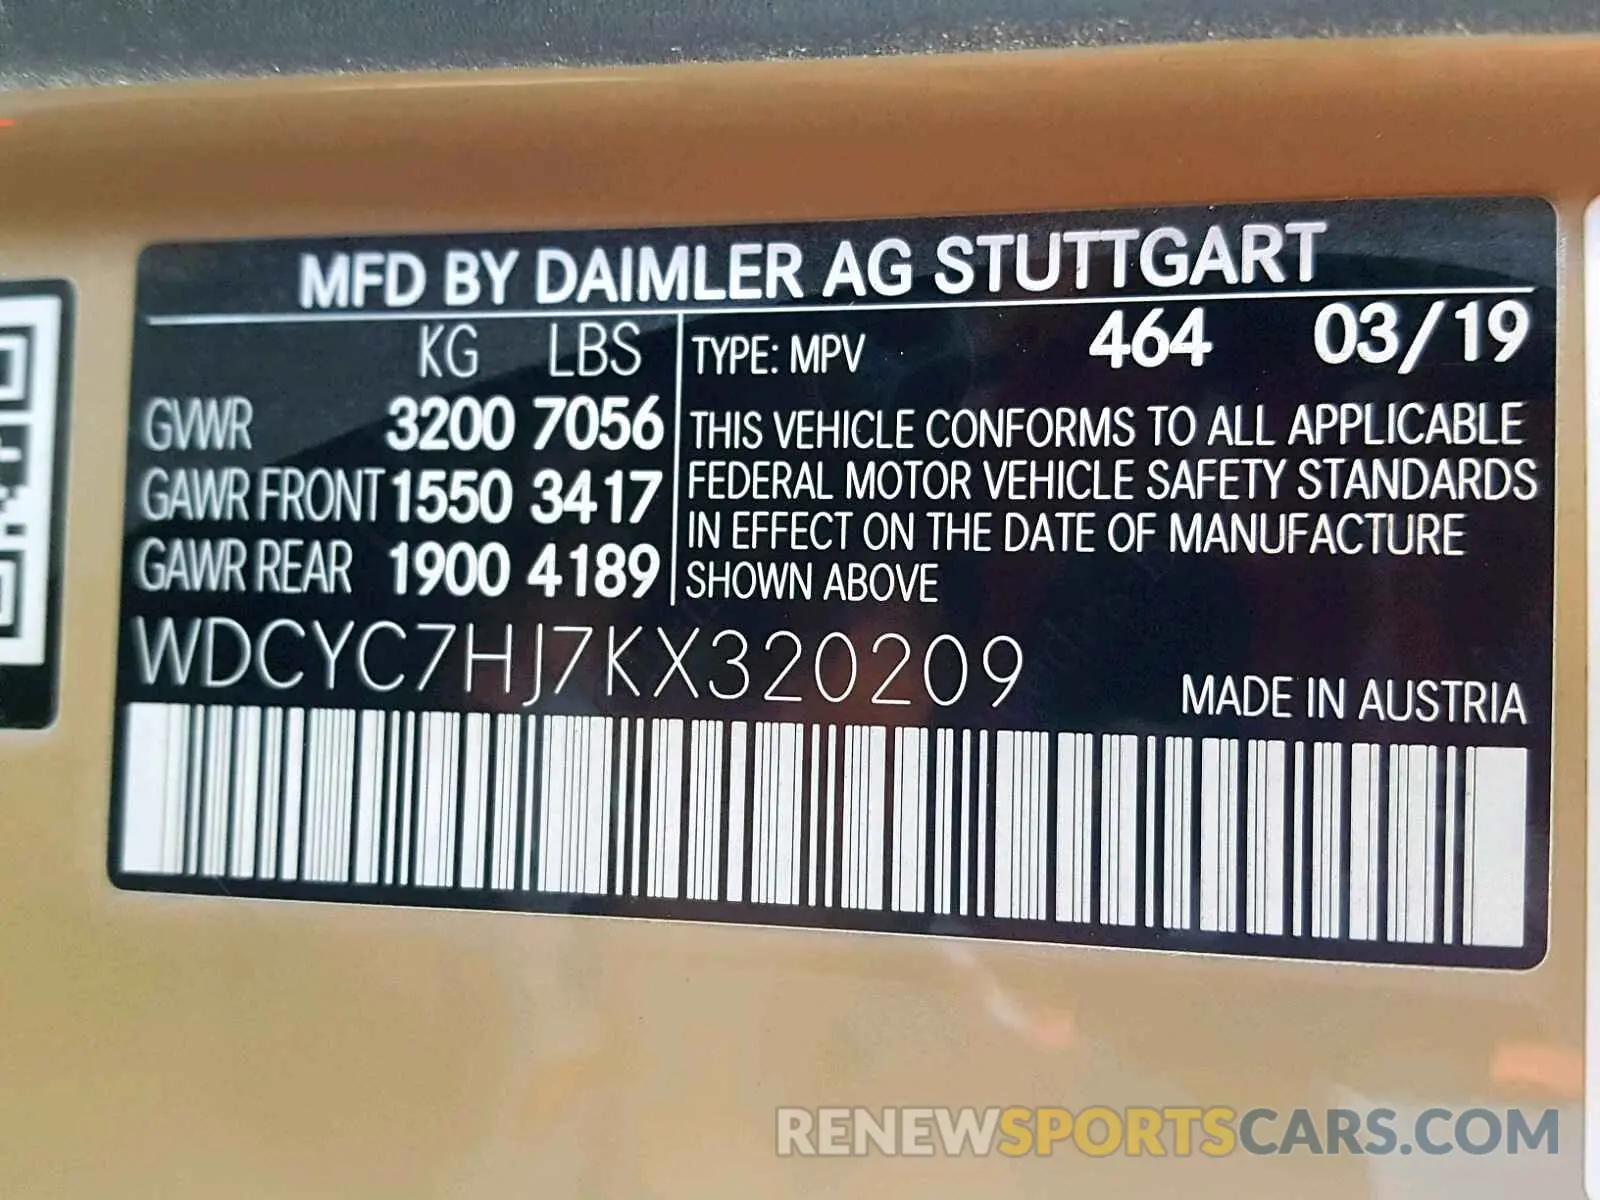 MFD BY DAIMLER AG STUTTGART
KG LBS
GVWR 3200 7056
GAWR FRONT 1550 3417
GAWR REAR 1900 4189
TYPE: MPV 464 03/19
THIS VEHICLE CONFORMS TO ALL APPLICABLE
FEDERAL MOTOR VEHICLE SAFETY STANDARDS
IN EFFECT ON THE DATE OF MANUFACTURE
SHOWN ABOVE
WDCYC7HJ7KX320209
MADE IN AUSTRIA
RENEWSPORTSCARS.COM